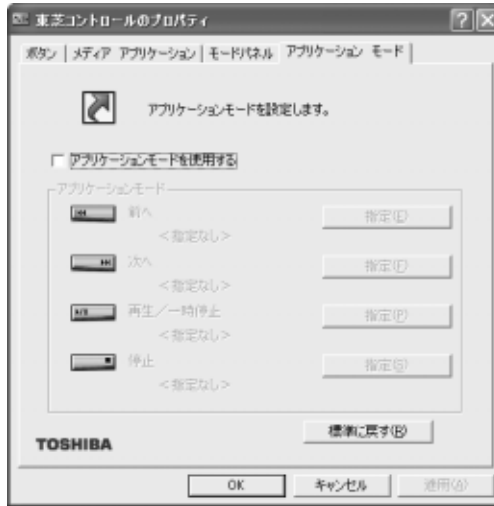 東芝コントロールのプロパティ
ボタン メディア アプリケーション モードパネル アプリケーション モード
アプリケーションモードを設定します。
アプリケーションモードを使用する
アプリケーションモード
前へ 指定(E)
<指定なし>
次へ 指定(F)
<指定なし>
再生/一時停止 指定(P)
<指定なし>
停止 指定(S)
<指定なし>
標準に戻す(R)
TOSHIBA
OK キャンセル 適用(A)